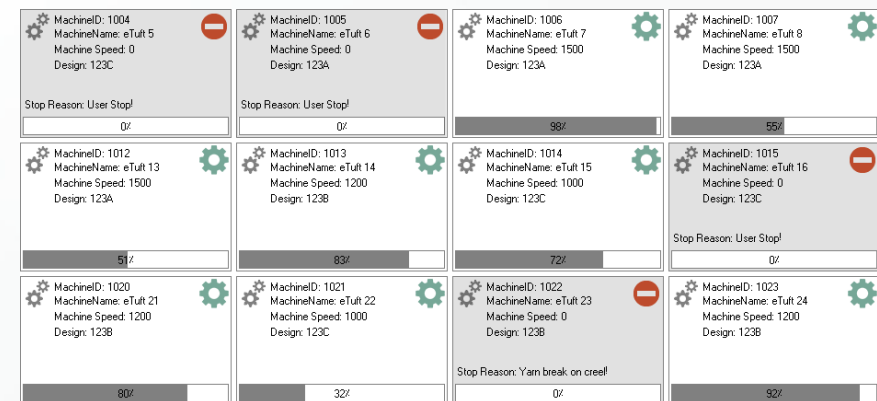 MachineID: 1004
MachineName: eTuft 5
Machine Speed: 0
Design: 123C
Stop Reason: User Stop!
0%
MachineID: 1005
MachineName: eTuft 6
Machine Speed: 0
Design: 123A
Stop Reason: User Stop!
0%
MachineID: 1006
MachineName: eTuft 7
Machine Speed: 1500
Design: 123A
98%
MachineID: 1007
MachineName: eTuft 8
Machine Speed: 1500
Design: 123A
55%
MachineID: 1012
MachineName: eTuft 13
Machine Speed: 1500
Design: 123A
51%
MachineID: 1013
MachineName: eTuft 14
Machine Speed: 1200
Design: 123B
83%
MachineID: 1014
MachineName: eTuft 15
Machine Speed: 1000
Design: 123C
72%
MachineID: 1015
MachineName: eTuft 16
Machine Speed: 0
Design: 123C
Stop Reason: User Stop!
0%
MachineID: 1020
MachineName: eTuft 21
Machine Speed: 1200
Design: 123B
80%
MachineID: 1021
MachineName: eTuft 22
Machine Speed: 1000
Design: 123C
32%
MachineID: 1022
MachineName: eTuft 23
Machine Speed: 0
Design: 123B
Stop Reason: Yarn break on creel!
0%
MachineID: 1023
MachineName: eTuft 24
Machine Speed: 1200
Design: 123B
92%